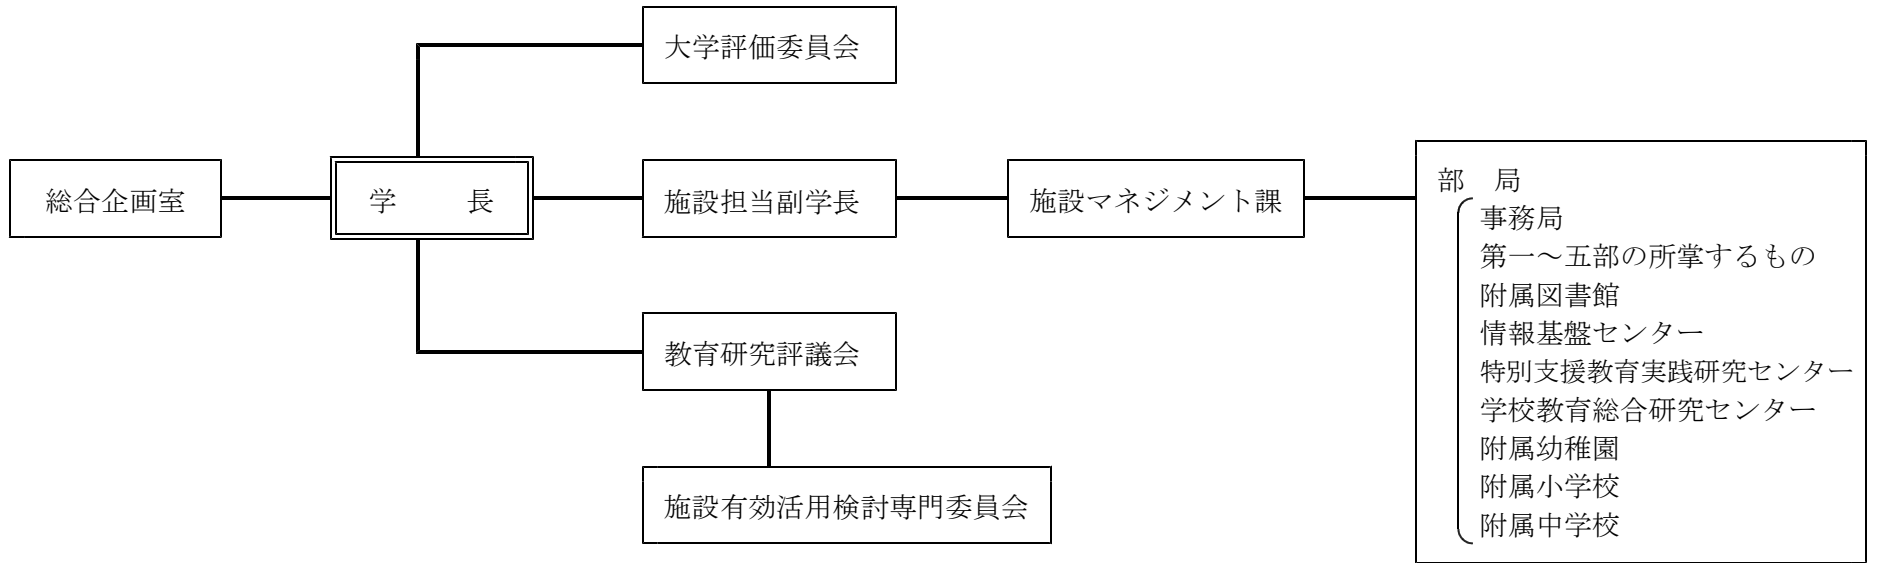 大学評価委員会
総合企画室
学　長
施設担当副学長
施設マネジメント課
教育研究評議会
施設有効活用検討専門委員会
部　局
事務局
第一～五部の所掌するもの
附属図書館
情報基盤センター
特別支援教育実践研究センター
学校教育総合研究センター
附属幼稚園
附属小学校
附属中学校